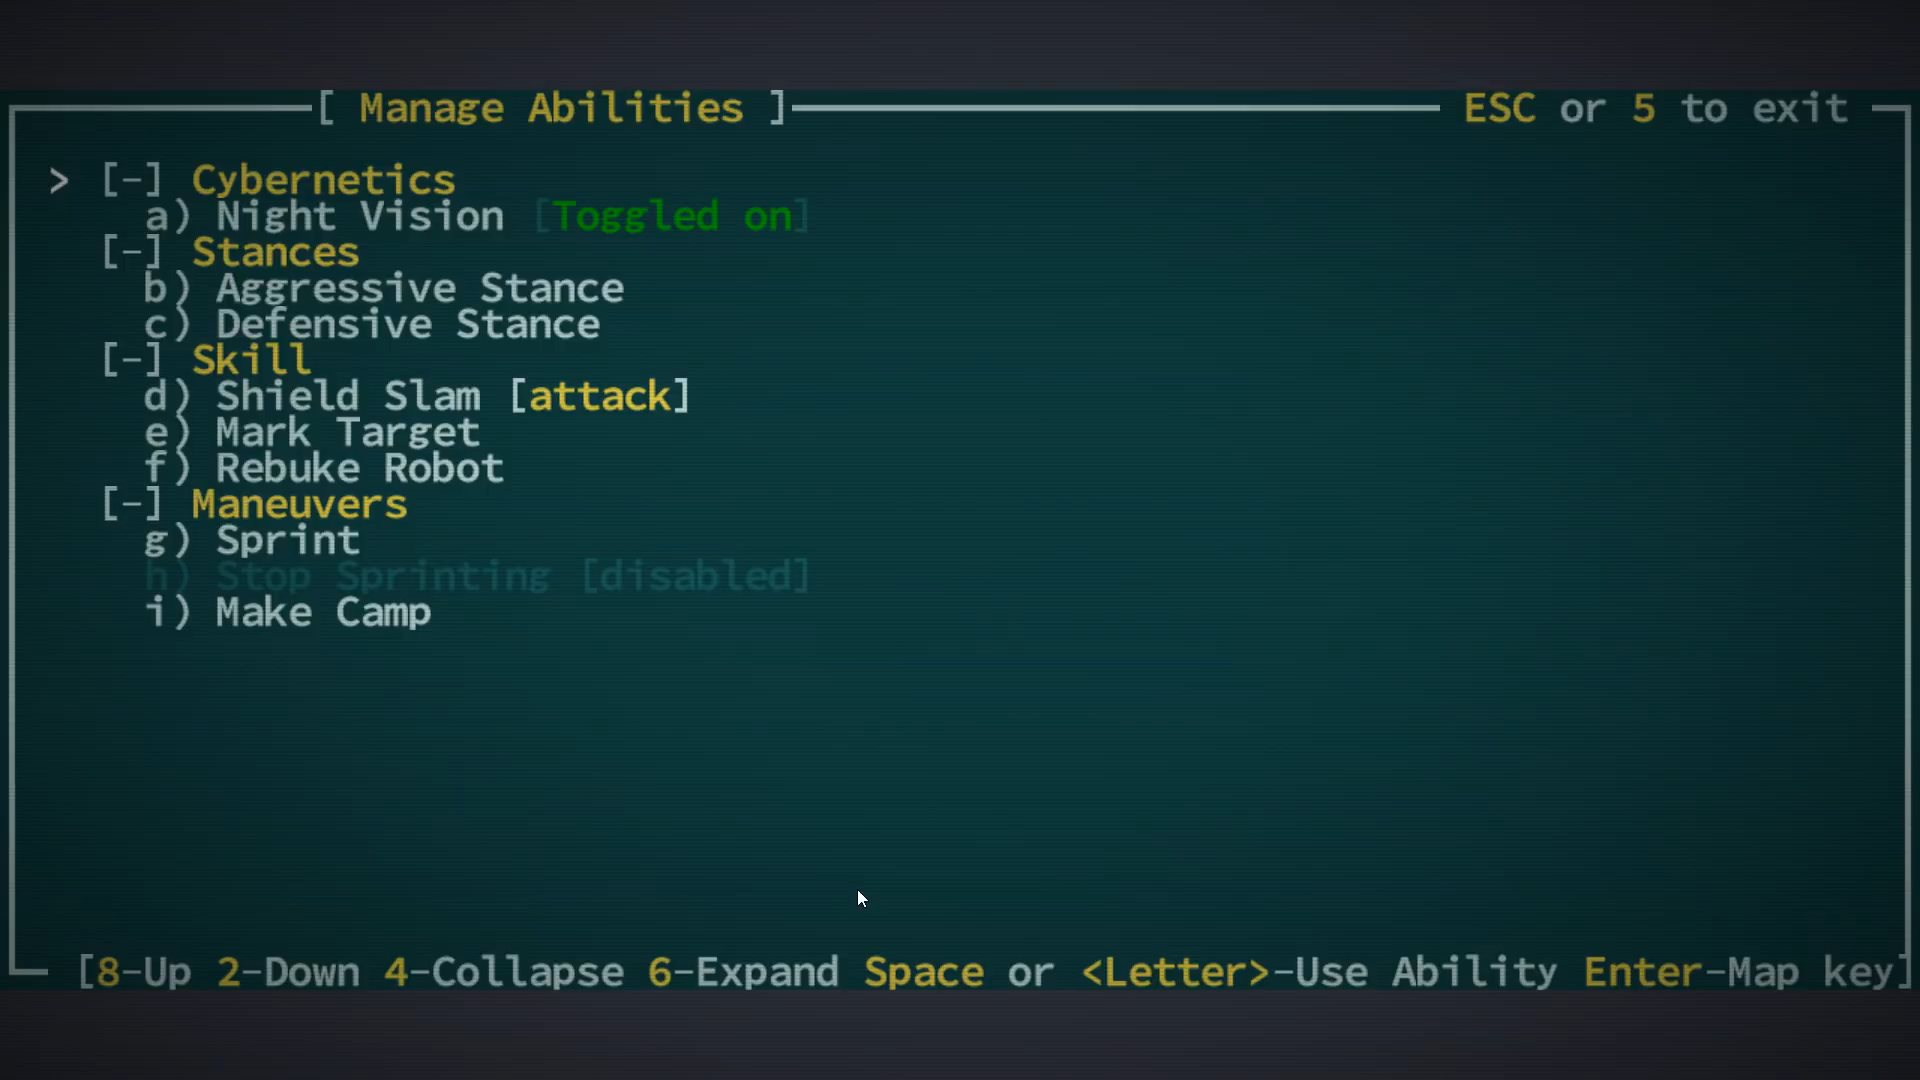 [ Manage Abilities ] ESC or 5 to exit
> [-] Cybernetics
a) Night Vision [Toggled on]
[-] Stances
b) Aggressive Stance
c) Defensive Stance
[-] Skill
d) Shield Slam [attack]
e) Mark Target
f) Rebuke Robot
[-] Maneuvers
g) Sprint
h) Stop Sprinting [disabled]
i) Make Camp
[8-Up 2-Down 4-Collapse 6-Expand Space or <Letter>-Use Ability Enter-Map key]